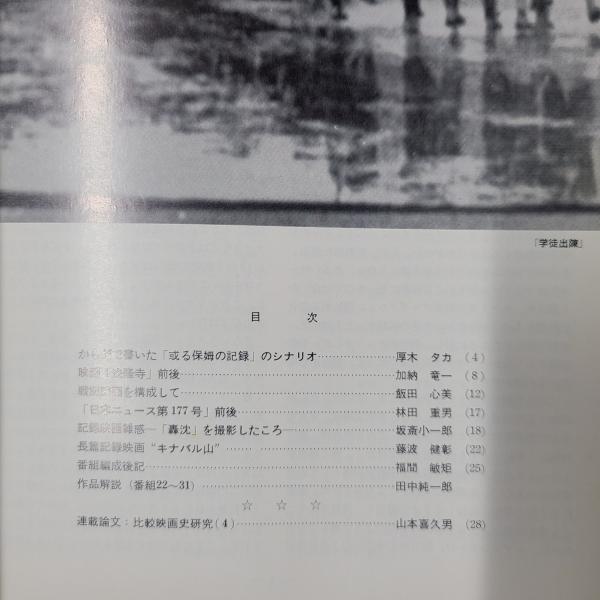 「学徒出陳」
目 次
からだで書いた「或る保姆の記録」のシナリオ……………………厚木 タカ (4)
映画「法隆寺」前後……………………加納 竜一 (8)
戦記映画を構成して……………………飯田 心美 (12)
「日本ニュース第177号」前後……………………林田 重男 (17)
記録映画雑感―「轟沈」を撮影したころ……………………坂斎小一郎 (18)
長篇記録映画“キナバル山”……………………藤波 健彰 (22)
番組編成後記……………………福間 敏矩 (25)
作品解説(番組22〜31)……………………田中純一郎
☆ ☆ ☆
連載論文：比較映画史研究(4)……………………山本喜久男 (28)